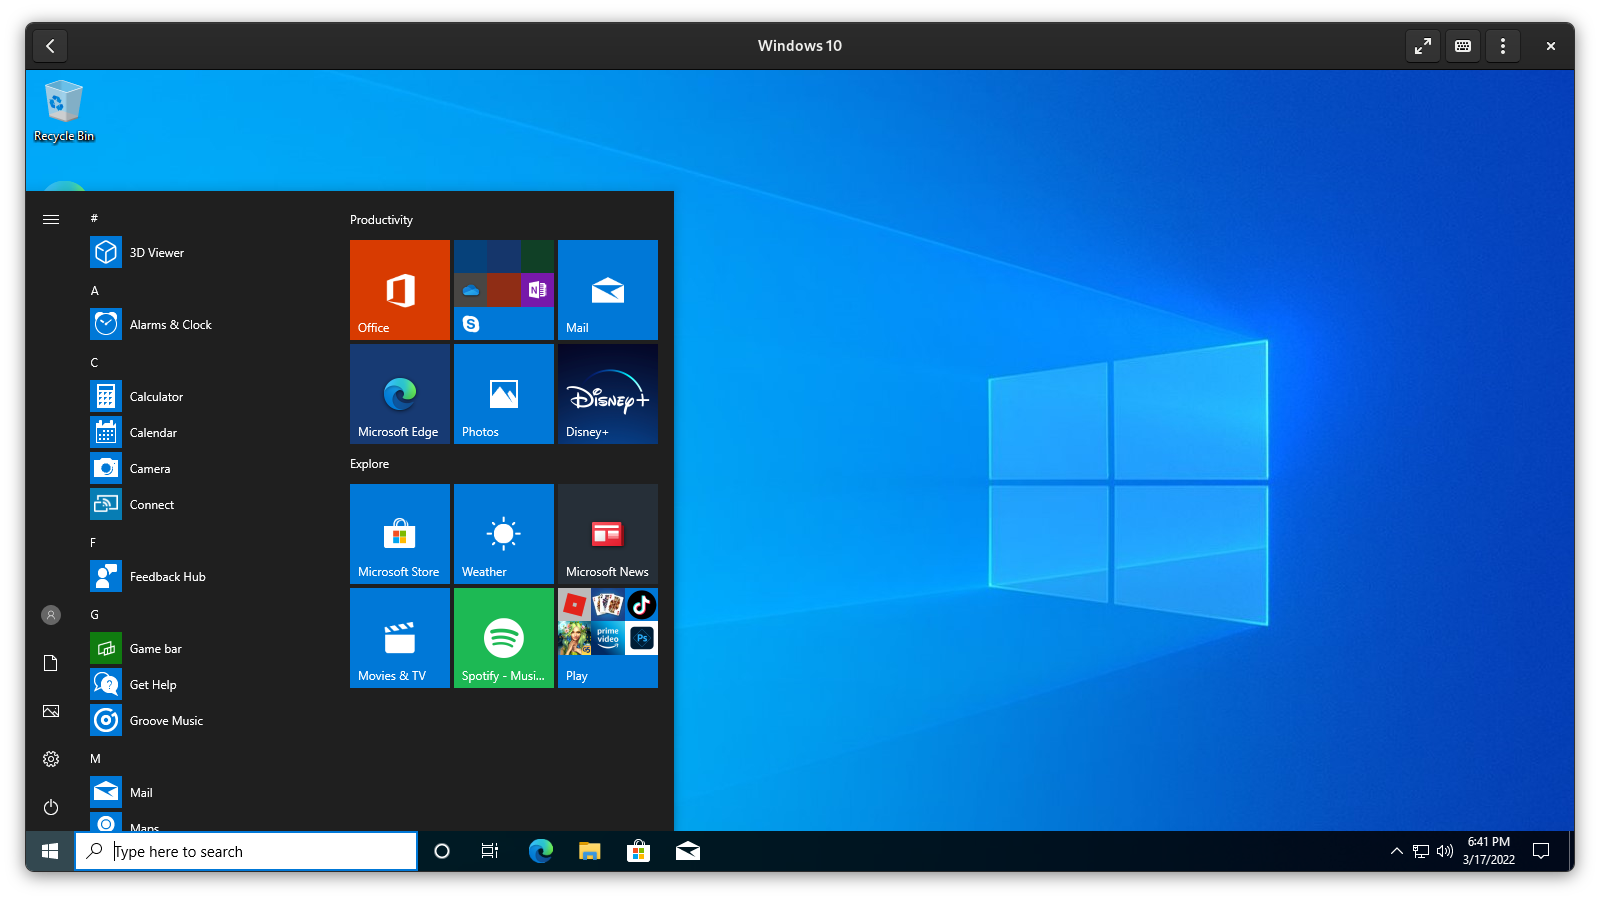 Windows 10
Recycle Bin
#
3D Viewer
A
Alarms & Clock
C
Calculator
Calendar
Camera
Connect
F
Feedback Hub
G
Game bar
Get Help
Groove Music
M
Mail
Maps
Productivity
Office
N
S
Mail
Microsoft Edge
Photos
Disney+
Disney+
Explore
Microsoft Store
Weather
Microsoft News
Movies & TV
Spotify - Musi...
prime video
Ps
Play
Type here to search
6:41 PM
3/17/2022